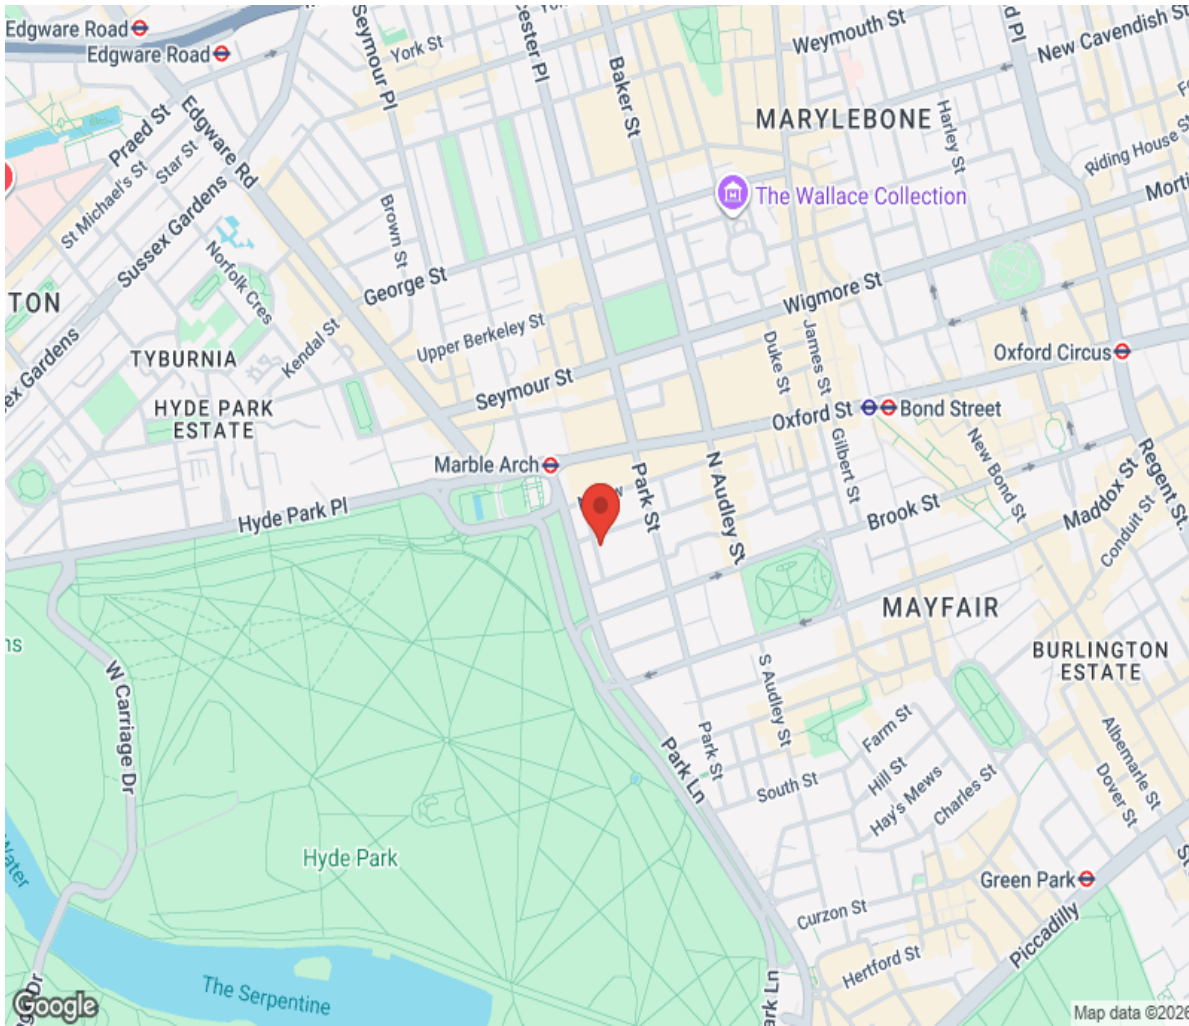 Edgware Road
Edgware Road
Seymour Pl
York St
Baker St
Weymouth St
New Cavendish St
MARYLEBONE
Harley St
Riding House St
Praed St
Edgware Rd
St Michael's St
Star St
Sussex Gardens
Brown St
The Wallace Collection
Norfolk Cres
George St
Wigmore St
Kendal St
Upper Berkeley St
TYBURNIA
Duke St
James St
Oxford Circus
HYDE PARK
ESTATE
Seymour St
Oxford St
Bond Street
Marble Arch
Park St
N Audley St
Gilbert St
New Bond St
Regent St.
Hyde Park Pl
Brook St
Maddox St
Conduit St
MAYFAIR
BURLINGTON
ESTATE
W Carriage Dr
S Audley St
Park St
Farm St
Albemarle St
Park Ln
South St
Hill St
Dover St
Hay's Mews
Charles St
Hyde Park
Green Park
Curzon St
Piccadilly
Hertford St
The Serpentine
Google
Map data ©2026